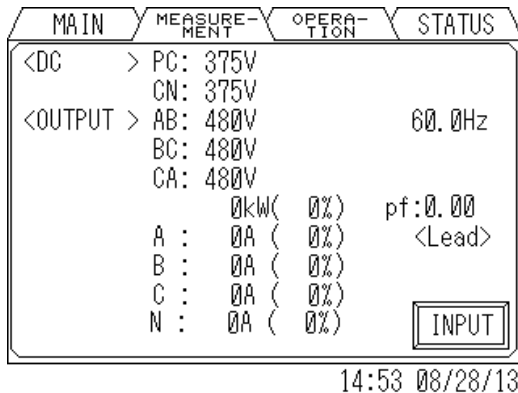 MAIN MEASURE-MENT OPERA-TION STATUS
<DC > PC: 375V
CN: 375V
<OUTPUT > AB: 480V 60.0Hz
BC: 480V
CA: 480V
0kW( 0%) pf:0.00
A : 0A ( 0%) <Lead>
B : 0A ( 0%)
C : 0A ( 0%)
N : 0A ( 0%)
INPUT
14:53 08/28/13